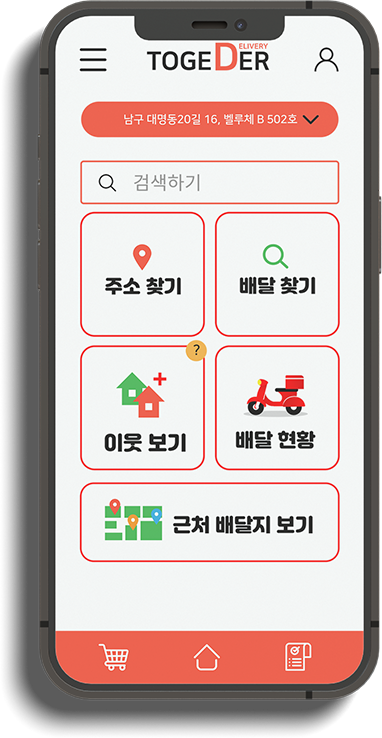 TOGEDER
ELIVERY
남구 대명동20길 16, 벨루체 B 502호
검색하기
주소 찾기
배달 찾기
?
이웃 보기
배달 현황
근처 배달지 보기